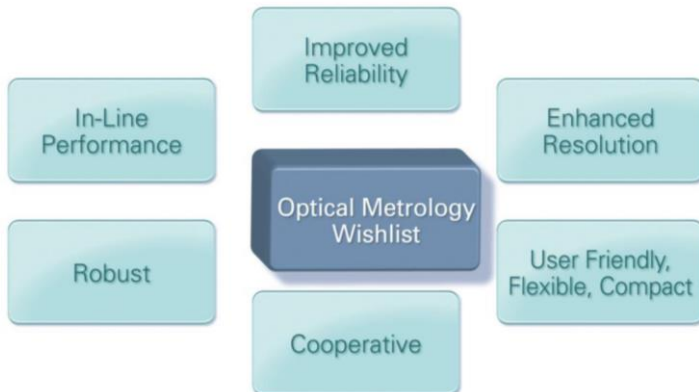 Improved
Reliability
In-Line
Performance
Enhanced
Resolution
Optical Metrology
Wishlist
Robust
User Friendly,
Flexible, Compact
Cooperative